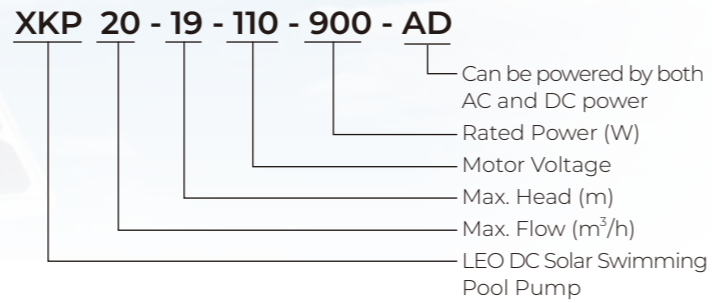 XKP 20 - 19 - 110 - 900 - AD
Can be powered by both
AC and DC power
Rated Power (W)
Motor Voltage
Max. Head (m)
Max. Flow (m³/h)
LEO DC Solar Swimming
Pool Pump